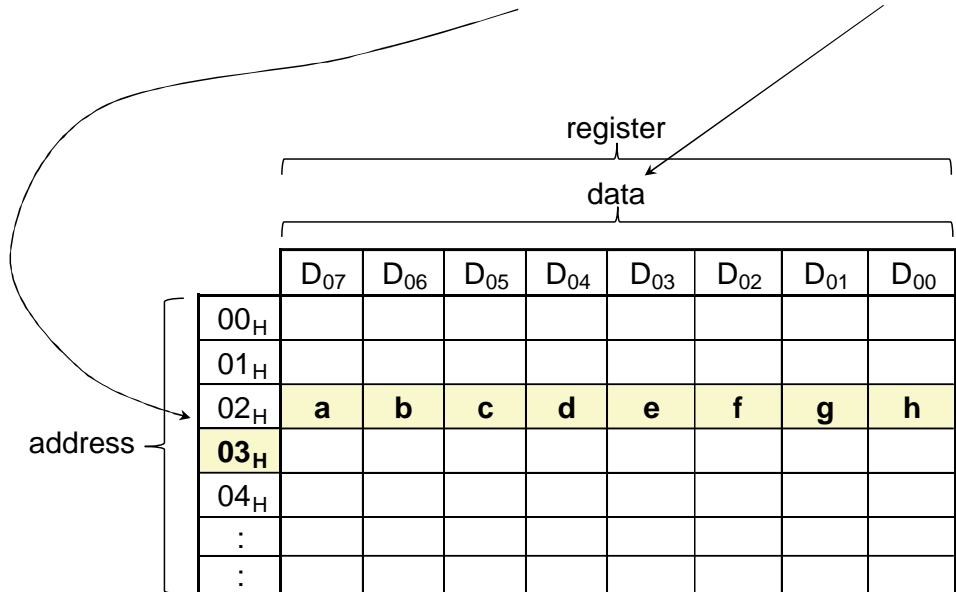 register
data
D07 D06 D05 D04 D03 D02 D01 D00
00H
01H
02H a b c d e f g h
address
03H
04H
:
: